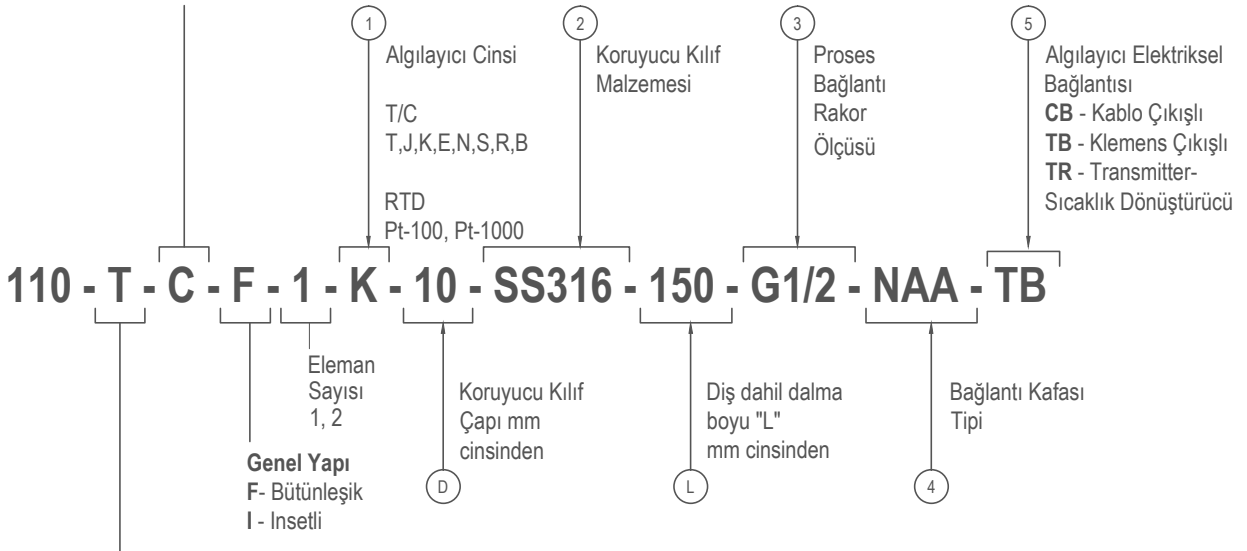 1
Algılayıcı Cinsi
T/C
T,J,K,E,N,S,R,B
RTD
Pt-100, Pt-1000
2
Koruyucu Kılıf
Malzemesi
3
Proses
Bağlantı
Rakor
Ölçüsü
5
Algılayıcı Elektriksel
Bağlantısı
CB - Kablo Çıkışlı
TB - Klemens Çıkışlı
TR - Transmitter-
Sıcaklık Dönüştürücü
110 - T - C - F - 1 - K - 10 - SS316 - 150 - G1/2 - NAA - TB
Eleman
Sayısı
1, 2
Genel Yapı
F- Bütünleşik
I - Insetli
Koruyucu Kılıf
Çapı mm
cinsinden
D
Diş dahil dalma
boyu "L"
mm cinsinden
L
Bağlantı Kafası
Tipi
4